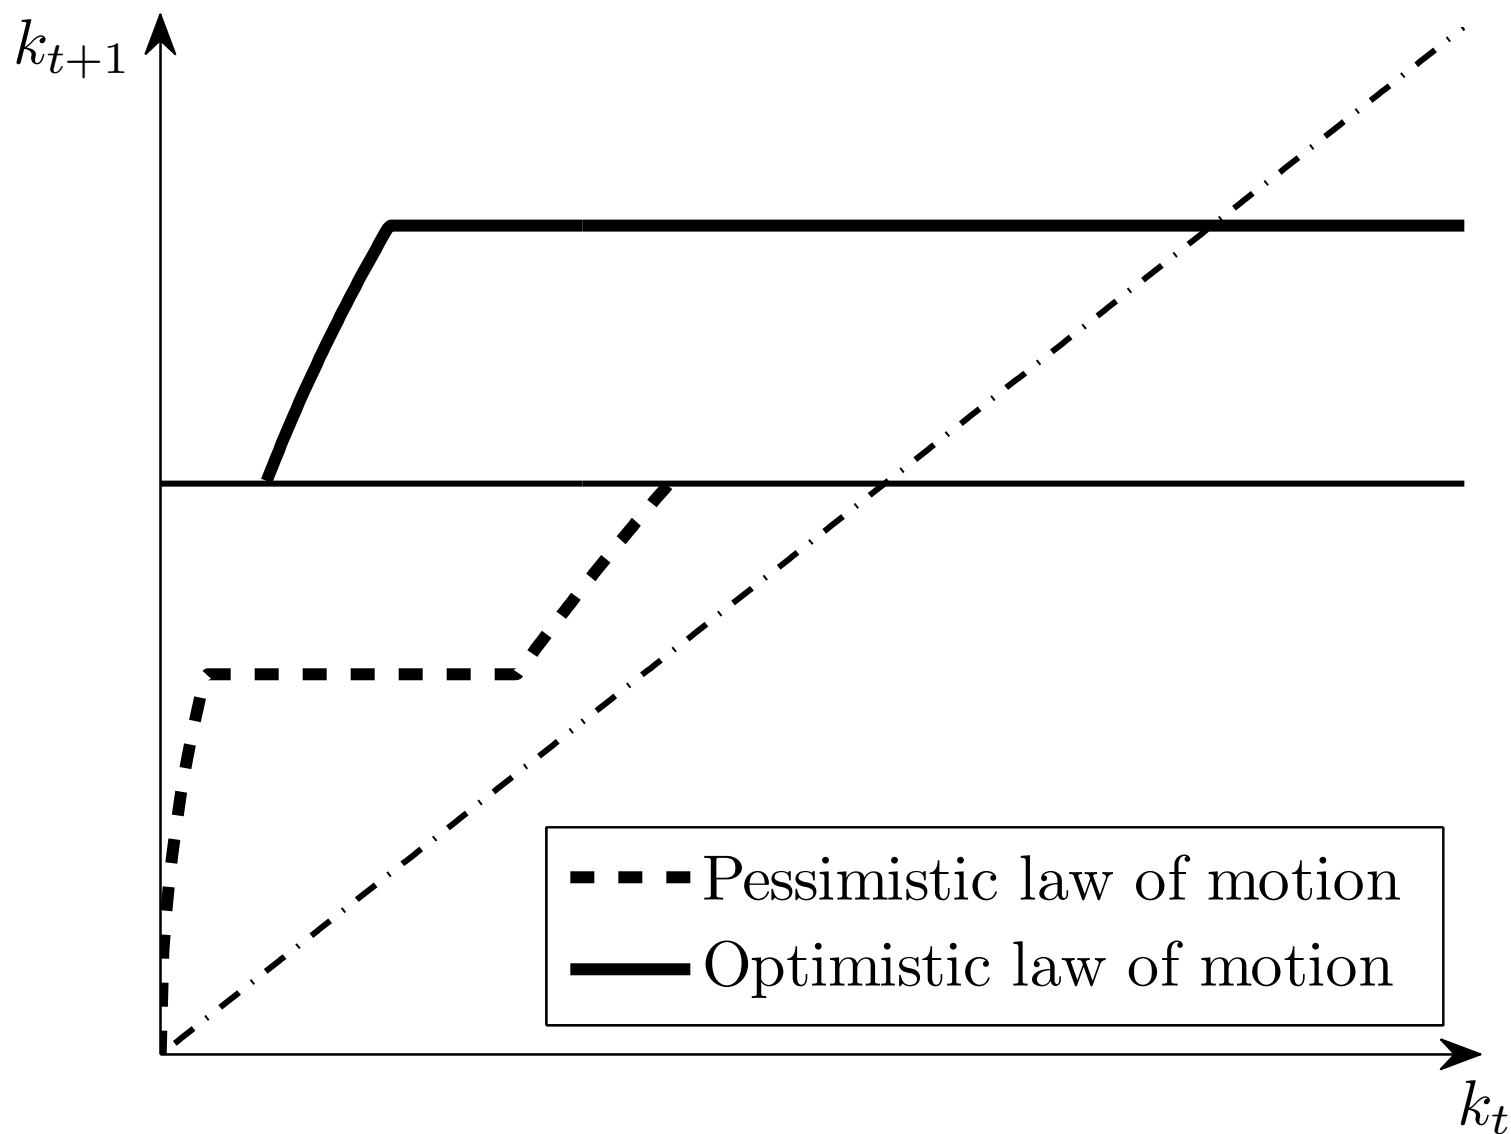 k_{t+1}
Pessimistic law of motion
Optimistic law of motion
k_t